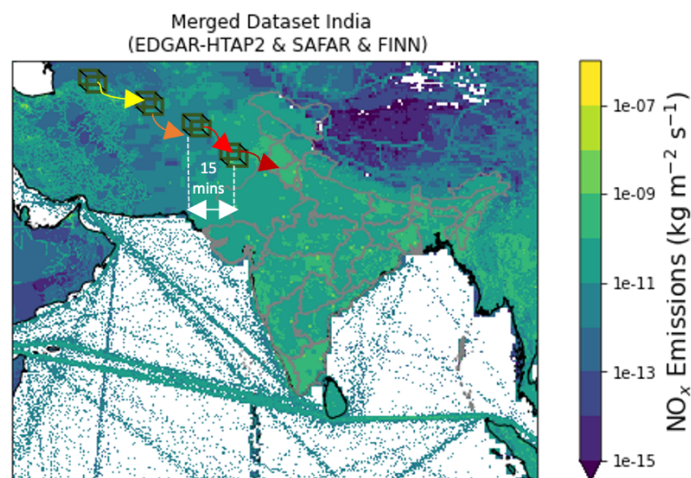 Merged Dataset India
(EDGAR-HTAP2 & SAFAR & FINN)
15
mins
1e-07
1e-09
1e-11
1e-13
1e-15
NOx Emissions (kg m⁻² s⁻¹)